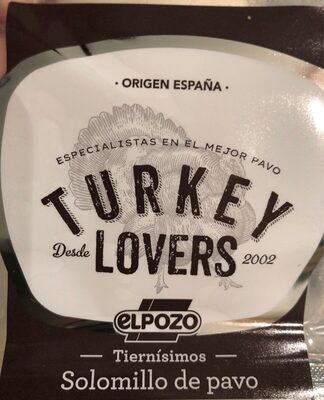 · ORIGEN ESPAÑA ·
ESPECIALISTAS EN EL MEJOR PAVO
TURKEY
Desde LOVERS 2002
ELPOZO
Tiernísimos
Solomillo de pavo